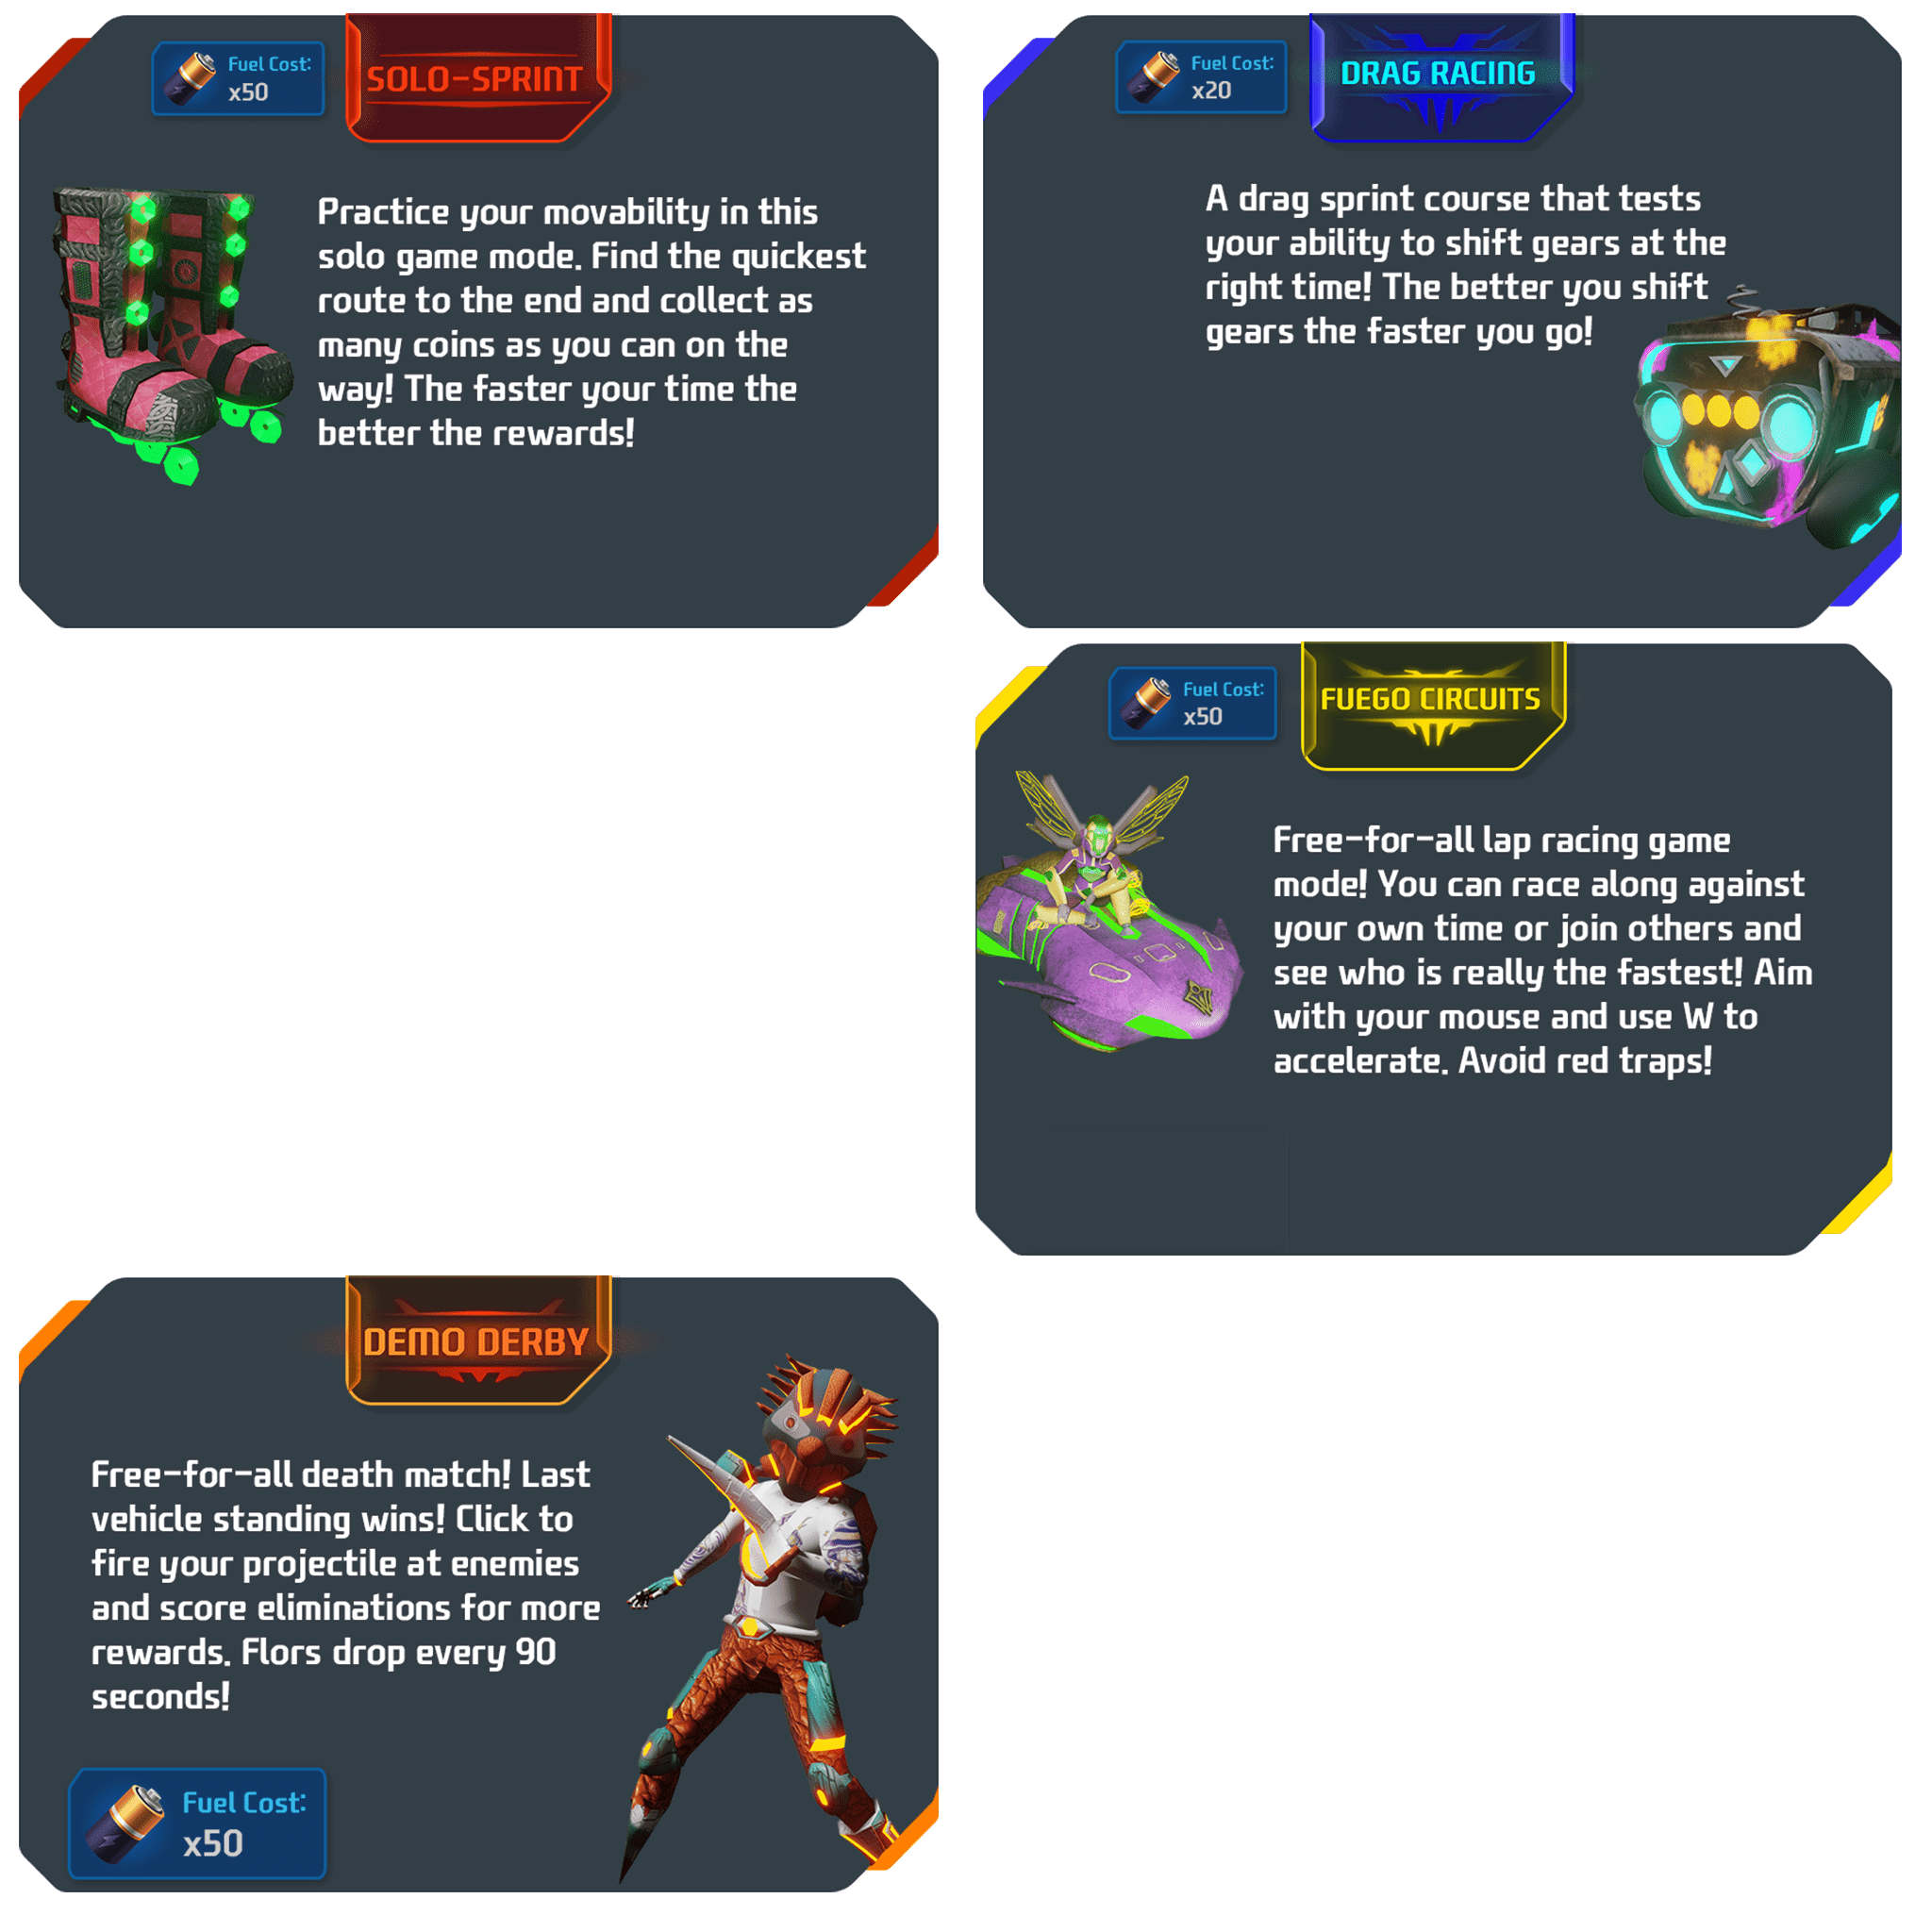 Fuel Cost:
x50
SOLO-SPRINT
Practice your movability in this
solo game mode. Find the quickest
route to the end and collect as
many coins as you can on the
way! The faster your time the
better the rewards!
Fuel Cost:
x20
DRAG RACING
A drag sprint course that tests
your ability to shift gears at the
right time! The better you shift
gears the faster you go!
Fuel Cost:
x50
FUEGO CIRCUITS
Free-for-all lap racing game
mode! You can race along against
your own time or join others and
see who is really the fastest! Aim
with your mouse and use W to
accelerate. Avoid red traps!
DEMO DERBY
Free-for-all death match! Last
vehicle standing wins! Click to
fire your projectile at enemies
and score eliminations for more
rewards. Flors drop every 90
seconds!
Fuel Cost:
x50